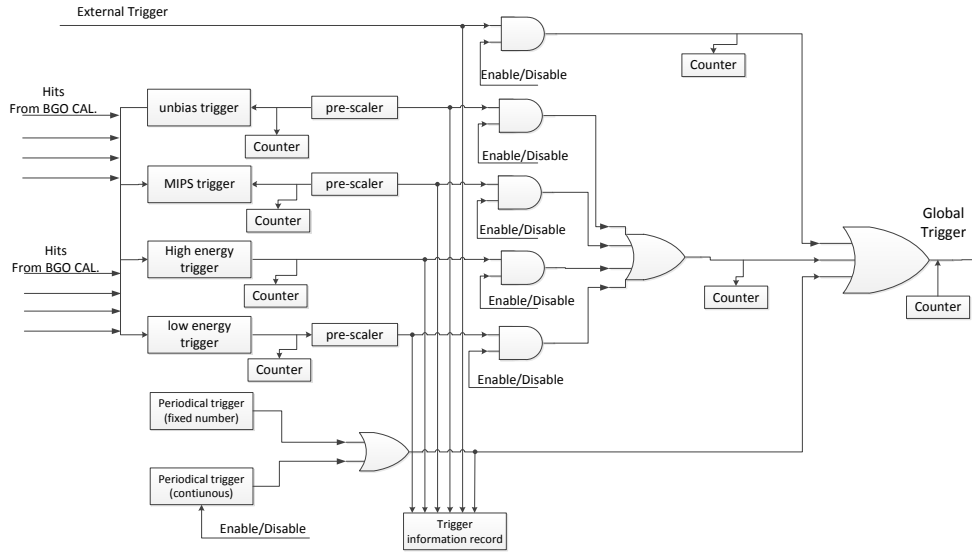 External Trigger
Enable/Disable
Counter
Hits
From BGO CAL.
unbias trigger
pre-scaler
Counter
Enable/Disable
MIPS trigger
pre-scaler
Counter
Enable/Disable
Global
Trigger
Hits
From BGO CAL.
High energy
trigger
Counter
Enable/Disable
Counter
Counter
low energy
trigger
pre-scaler
Counter
Enable/Disable
Periodical trigger
(fixed number)
Periodical trigger
(contiunous)
Enable/Disable
Trigger
information record